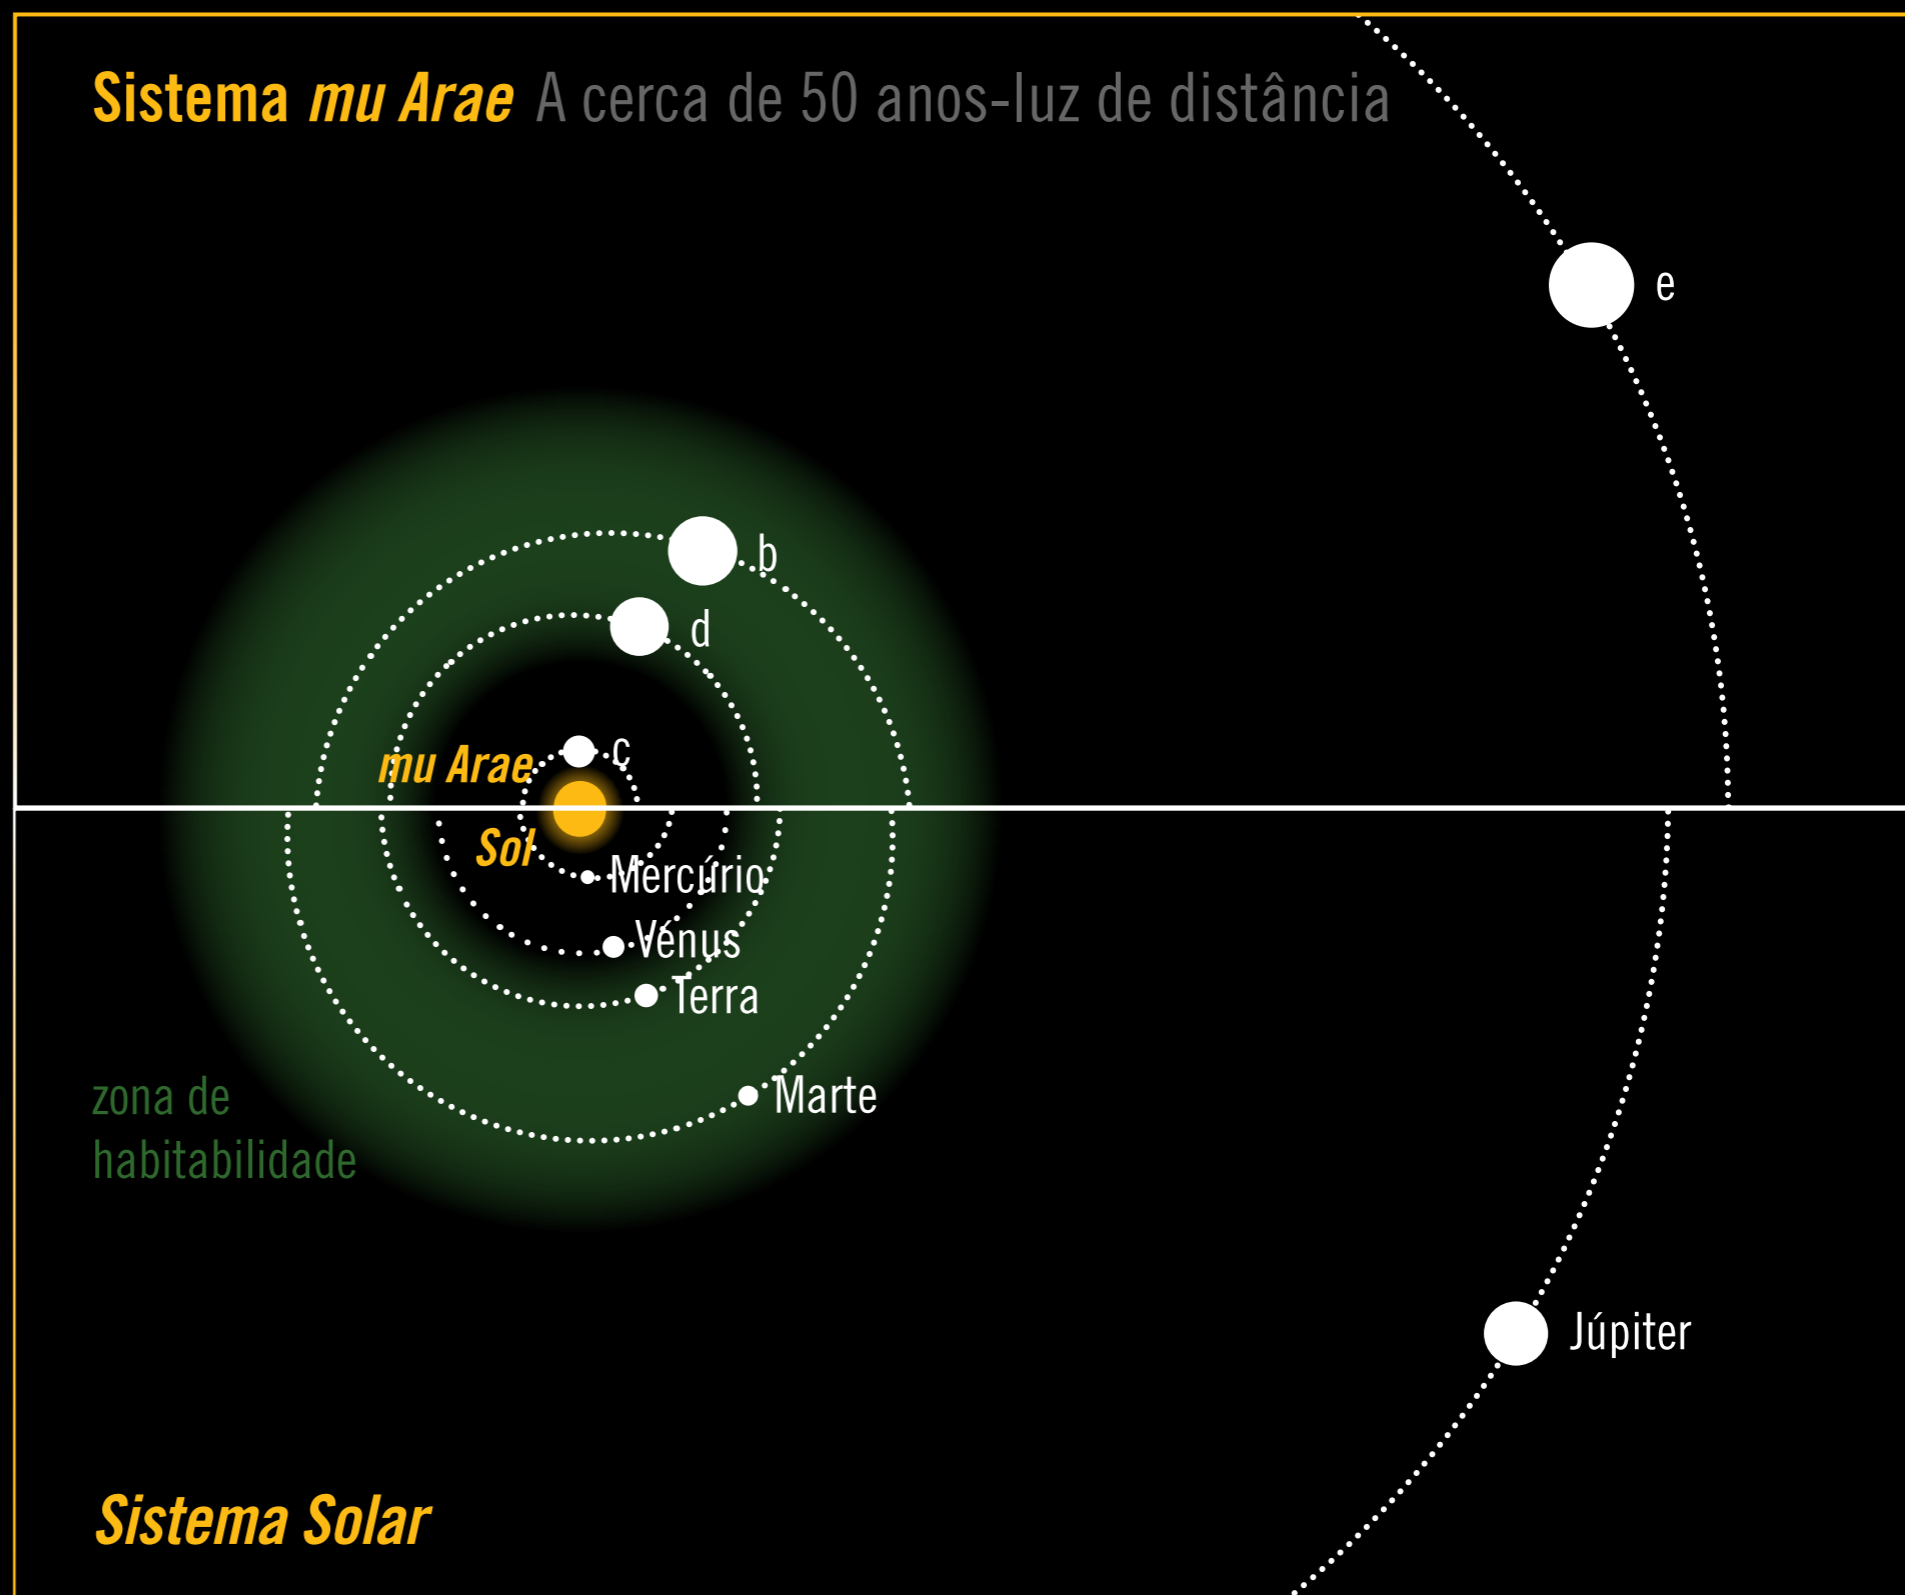 Sistema mu Arae A cerca de 50 anos-luz de distância
e
b
d
c
mu Arae
Sol
Mercúrio
Vénus
Terra
Marte
zona de
habitabilidade
Júpiter
Sistema Solar